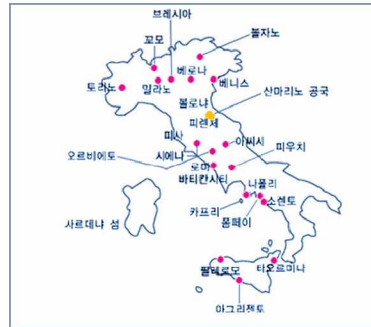 브레시아
볼자노
꼬모
베로나
토리노
밀라노
베니스
볼로냐
산마리노 공국
피렌체
피사
아씨시
오르비에토
시에나
피우치
로마
바티칸시티
나폴리
사르데냐 섬
카프리
소렌토
폼페이
팔레로모
타오르미나
아그리젠토